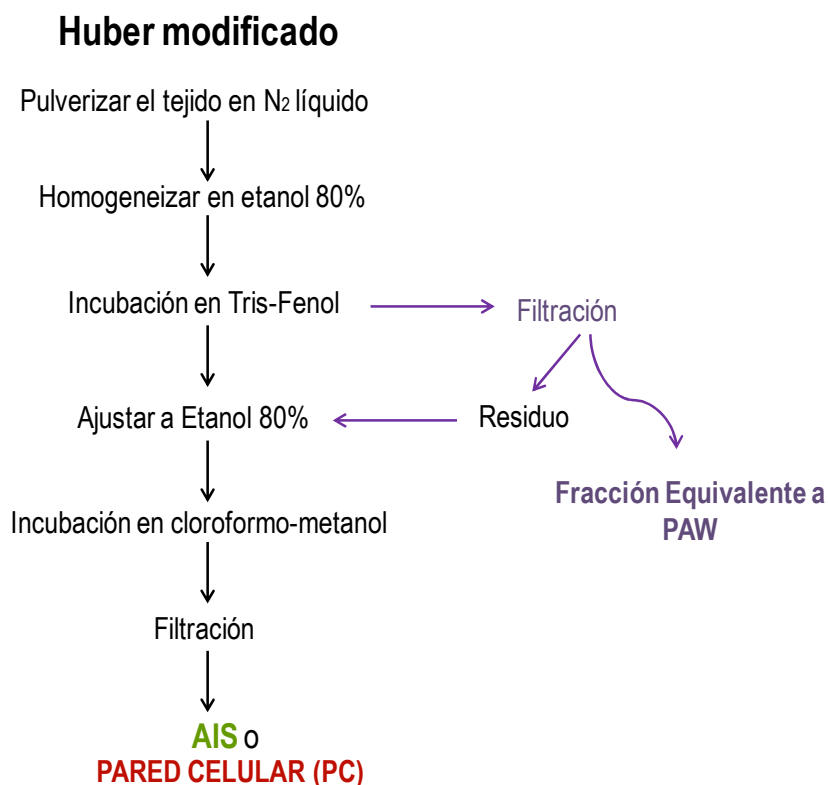 Huber modificado
Pulverizar el tejido en N2 líquido
Homogeneizar en etanol 80%
Incubación en Tris-Fenol
Filtración
Ajustar a Etanol 80%
Residuo
Fracción Equivalente a
PAW
Incubación en cloroformo-metanol
Filtración
AIS o
PARED CELULAR (PC)